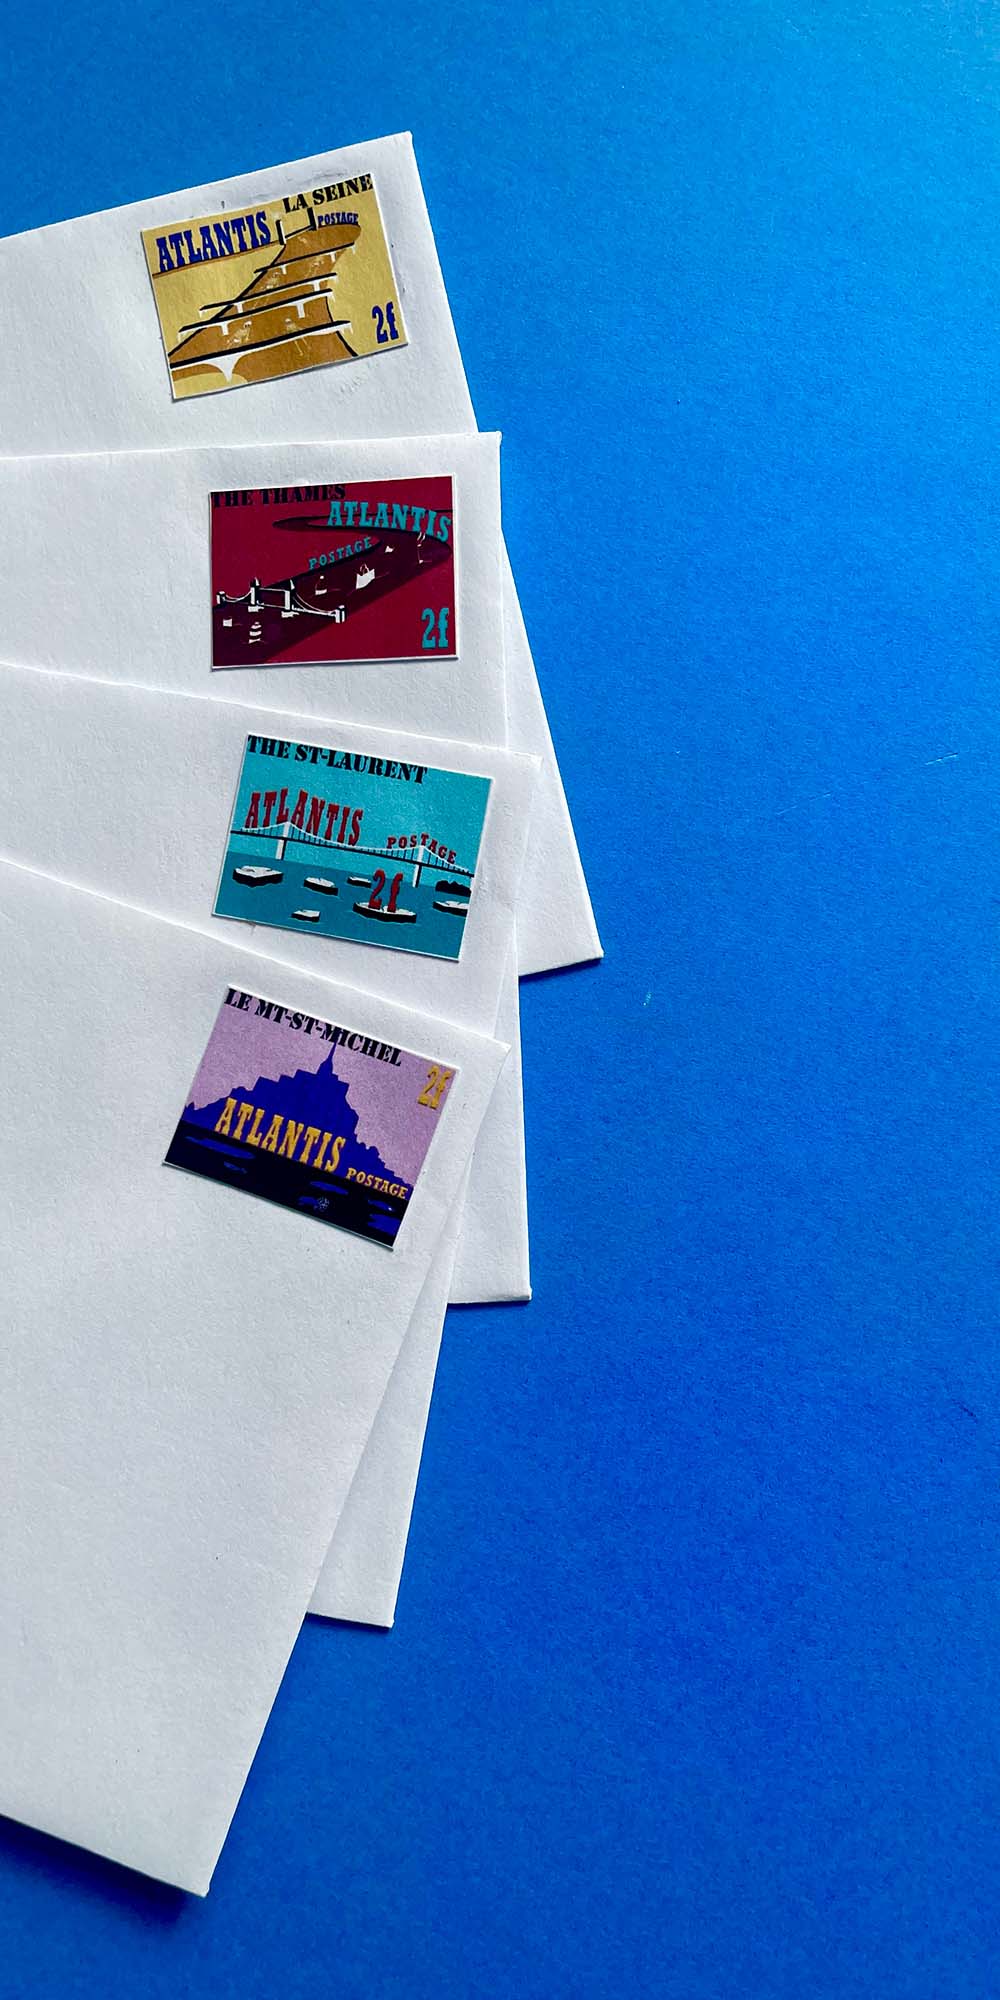 LA SEINE
ATLANTIS POSTAGE
2f
THE THAMES
ATLANTIS
POSTAGE
2f
THE ST-LAURENT
ATLANTIS
POSTAGE
2f
LE MT-ST-MICHEL
2f
ATLANTIS
POSTAGE